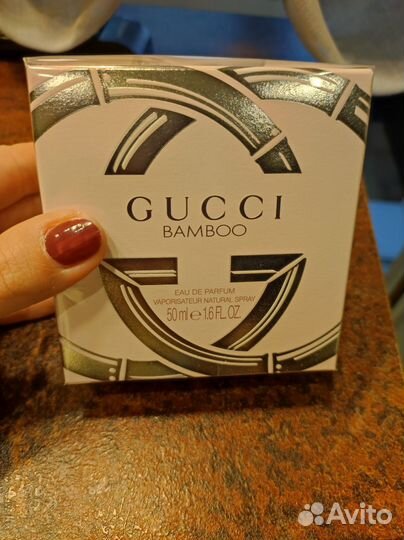 GUCCI
BAMBOO
EAU DE PARFUM
VAPORISATEUR NATURAL SPRAY
50 ml e 1.6 FL.OZ.
Avito